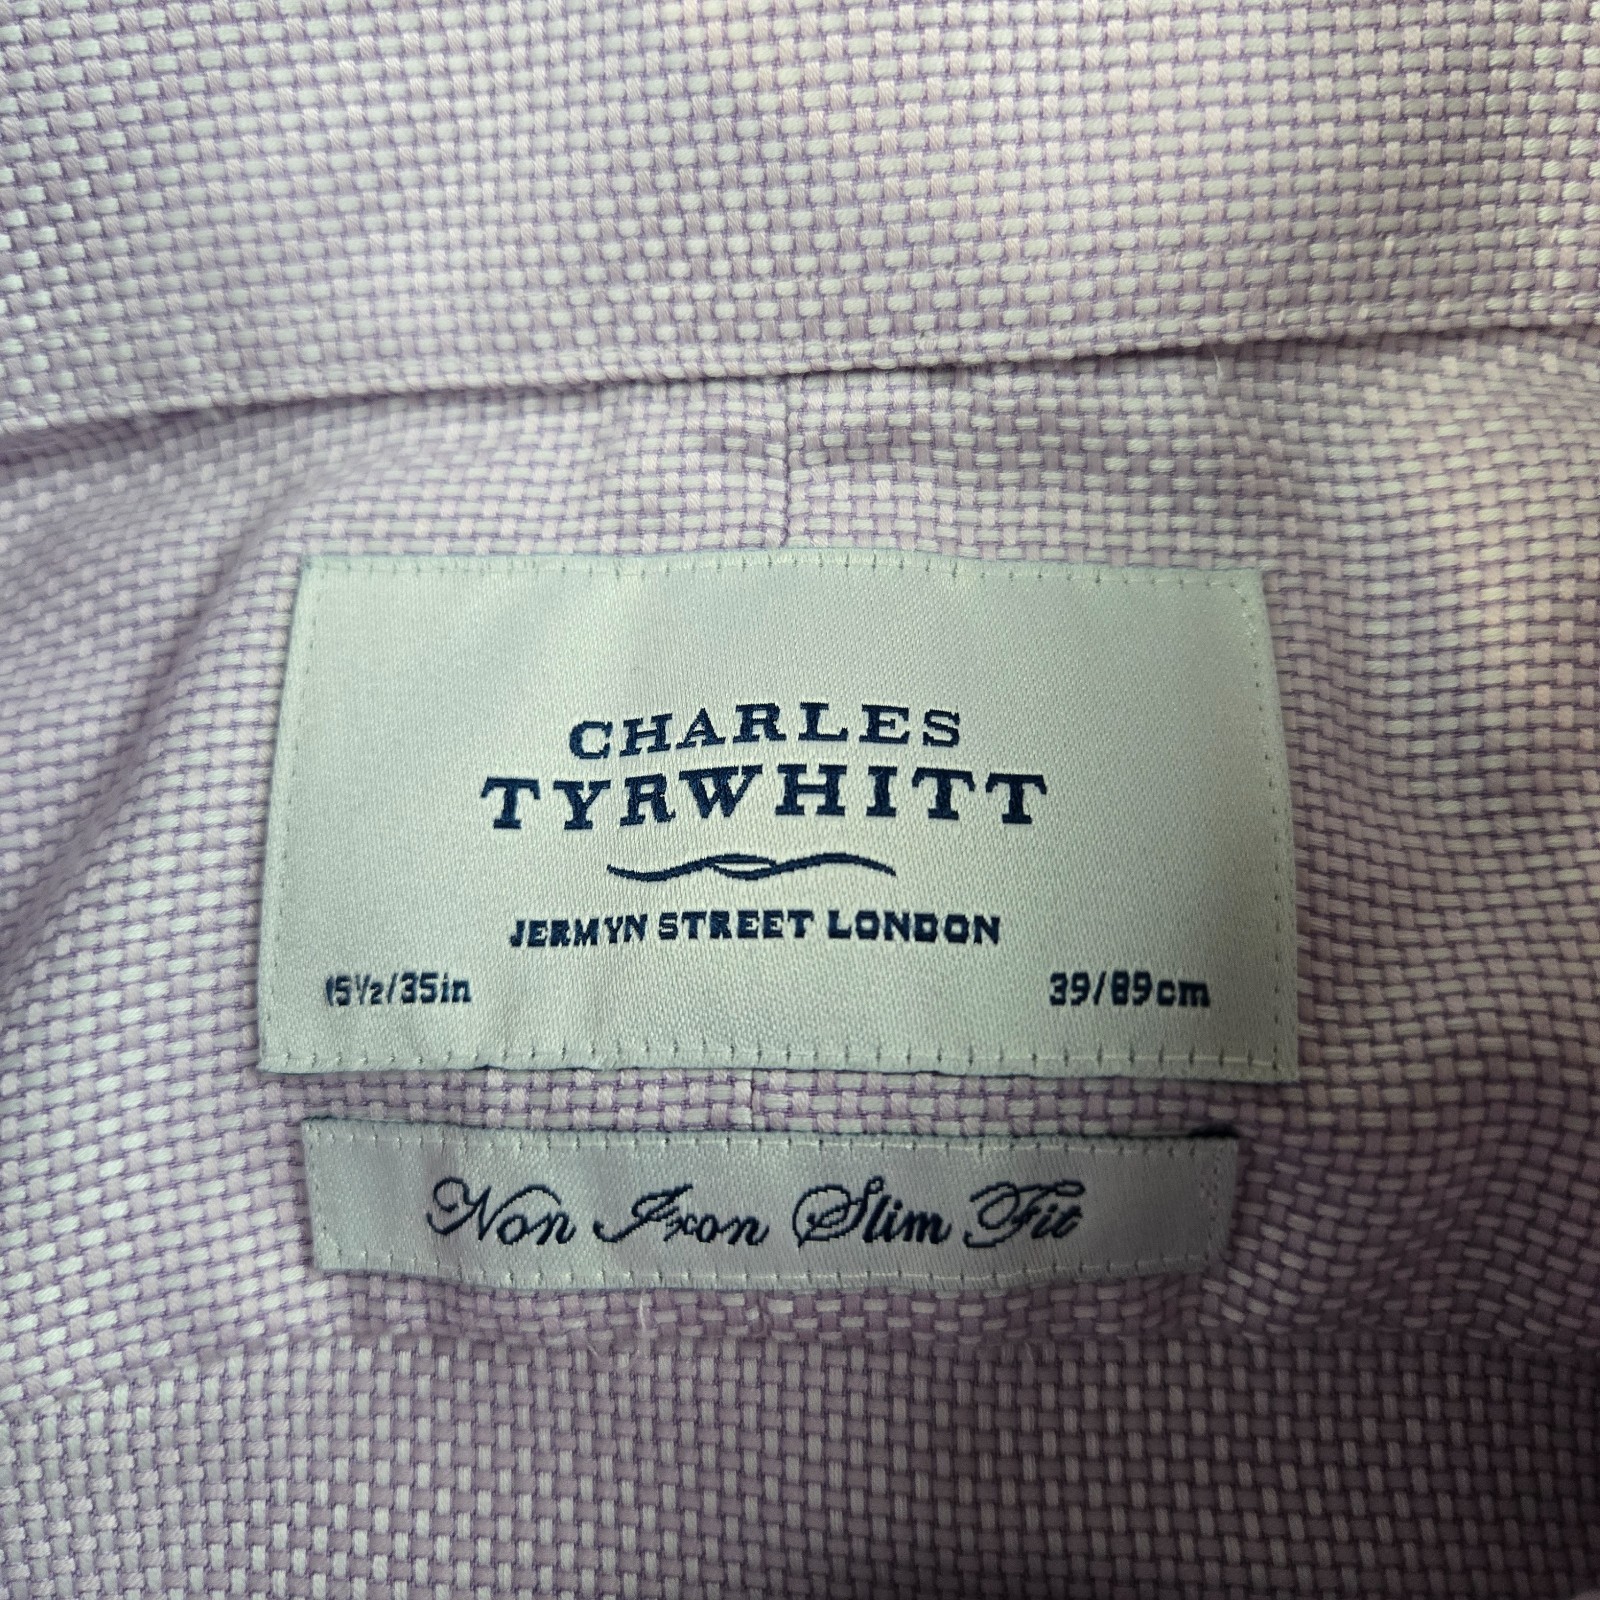 CHARLES
TYRWHITT
JERMYN STREET LONDON
15½/35in 39/89cm
Non Iron Slim Fit